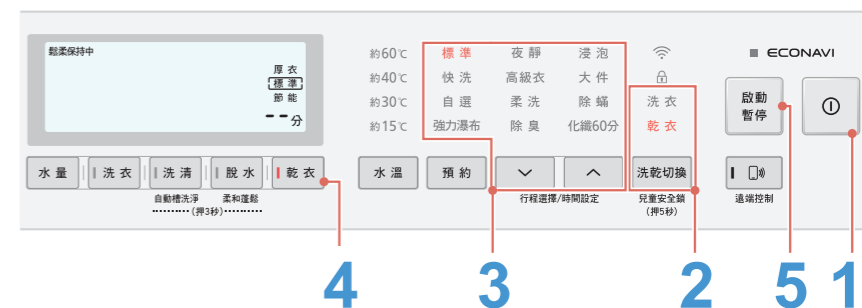 鬆柔保持中
厚衣
標準
節能
--分
約60℃ 標準 夜靜 浸泡
約40℃ 快洗 高級衣 大件
約30℃ 自選 柔洗 除蟎 洗衣
約15℃ 強力瀑布 除臭 化纖60分 乾衣
ECONAVI
啟動
暫停
水量 洗衣 洗清 脫水 乾衣 水溫 預約 洗乾切換
自動槽洗淨 柔和蓬鬆
(押3秒)
行程選擇/時間設定
兒童安全鎖
(押5秒)
遠端控制
4 3 2 5 1